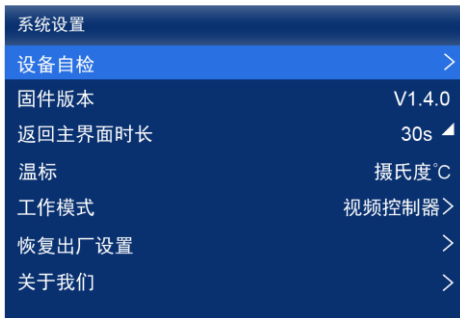 系统设置
设备自检 >
固件版本 V1.4.0
返回主界面时长 30s
温标 摄氏度°C
工作模式 视频控制器>
恢复出厂设置 >
关于我们 >